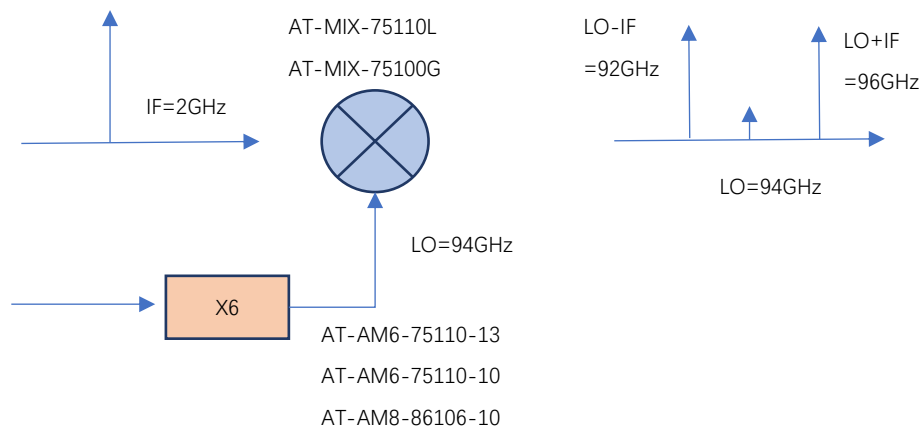 AT-MIX-75110L
AT-MIX-75100G
IF=2GHz
LO-IF
=92GHz
LO+IF
=96GHz
LO=94GHz
LO=94GHz
X6
AT-AM6-75110-13
AT-AM6-75110-10
AT-AM8-86106-10